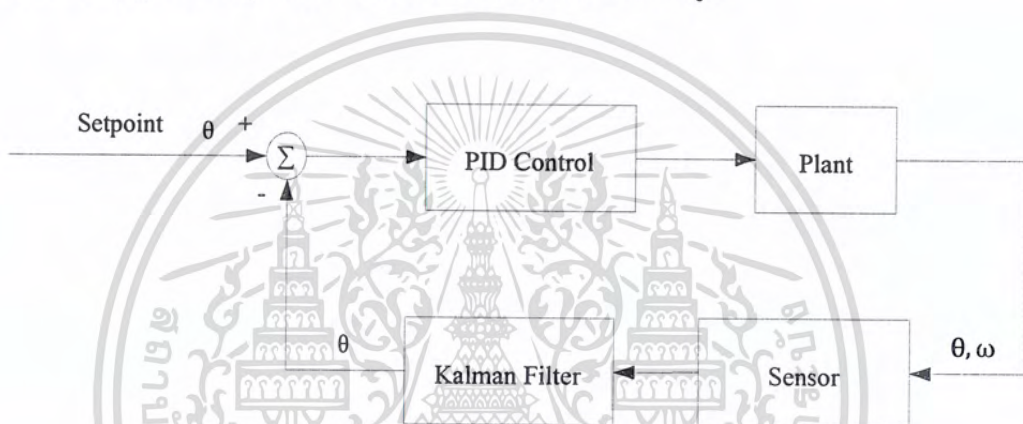 Setpoint
θ
+
Σ
-
PID Control
Plant
θ
Kalman Filter
Sensor
θ, ω